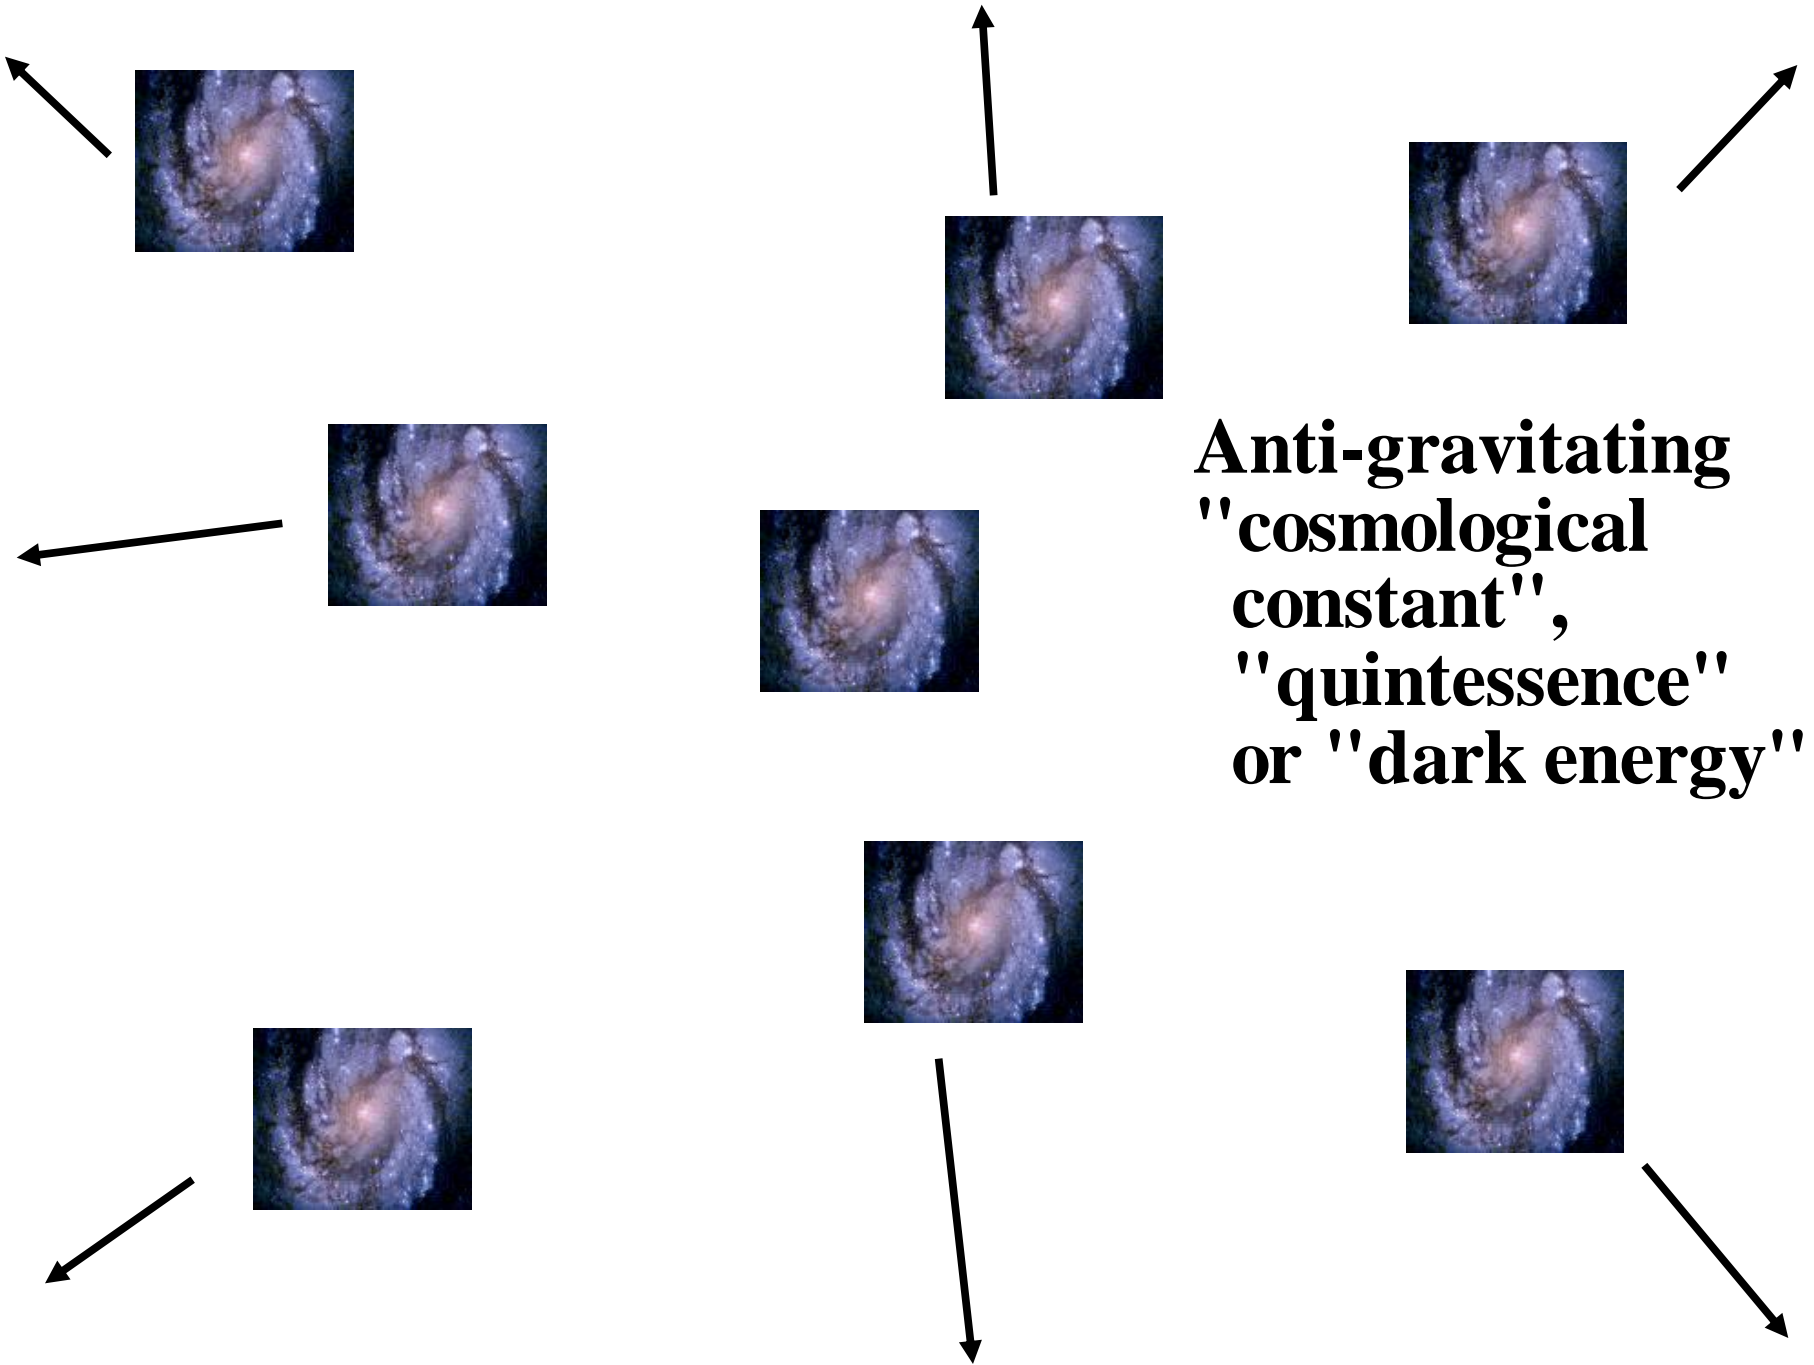 Anti-gravitating
"cosmological
constant",
"quintessence"
or "dark energy"